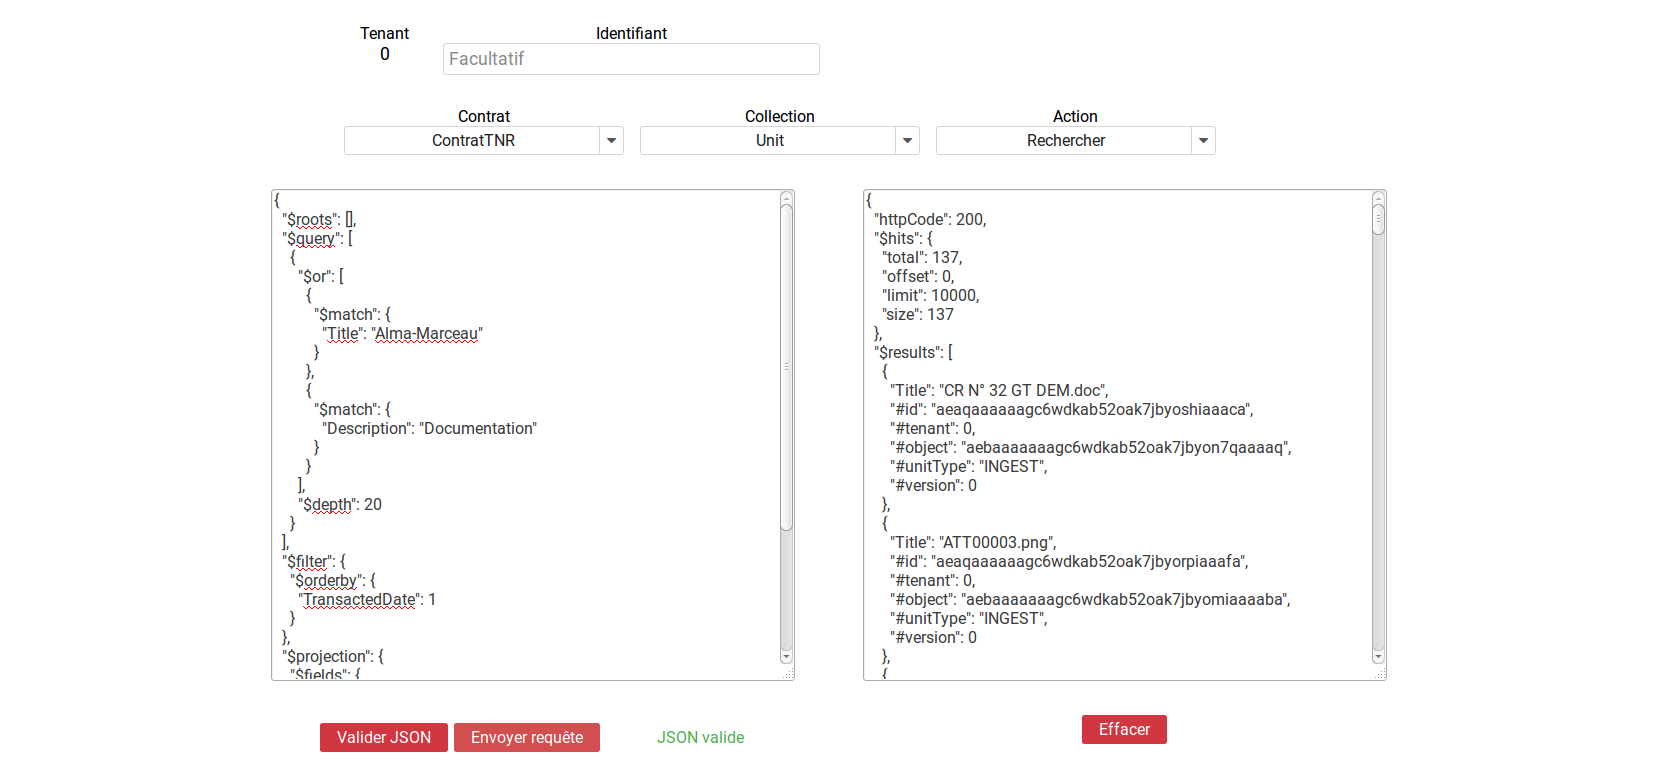 Tenant
0
Identifiant
Facultatif
Contrat
ContratTNR
Collection
Unit
Action
Rechercher
{
"$roots": [],
"$query": [
{
"$or": [
{
"$match": {
"Title": "Alma-Marceau"
}
},
{
"$match": {
"Description": "Documentation"
}
}
],
"$depth": 20
}
],
"$filter": {
"$orderby": {
"TransactedDate": 1
}
},
"$projection": {
"$fields": {
{
"httpCode": 200,
"$hits": {
"total": 137,
"offset": 0,
"limit": 10000,
"size": 137
},
"$results": [
{
"Title": "CR N° 32 GT DEM.doc",
"#id": "aeaqaaaaaagc6wdkab52oak7jbyoshiaaaca",
"#tenant": 0,
"#object": "aebaaaaaaagc6wdkab52oak7jbyon7qaaaaq",
"#unitType": "INGEST",
"#version": 0
},
{
"Title": "ATT00003.png",
"#id": "aeaqaaaaaagc6wdkab52oak7jbyorpiaaafa",
"#tenant": 0,
"#object": "aebaaaaaaagc6wdkab52oak7jbyomiaaaaba",
"#unitType": "INGEST",
"#version": 0
},
{
Valider JSON
Envoyer requête
JSON valide
Effacer